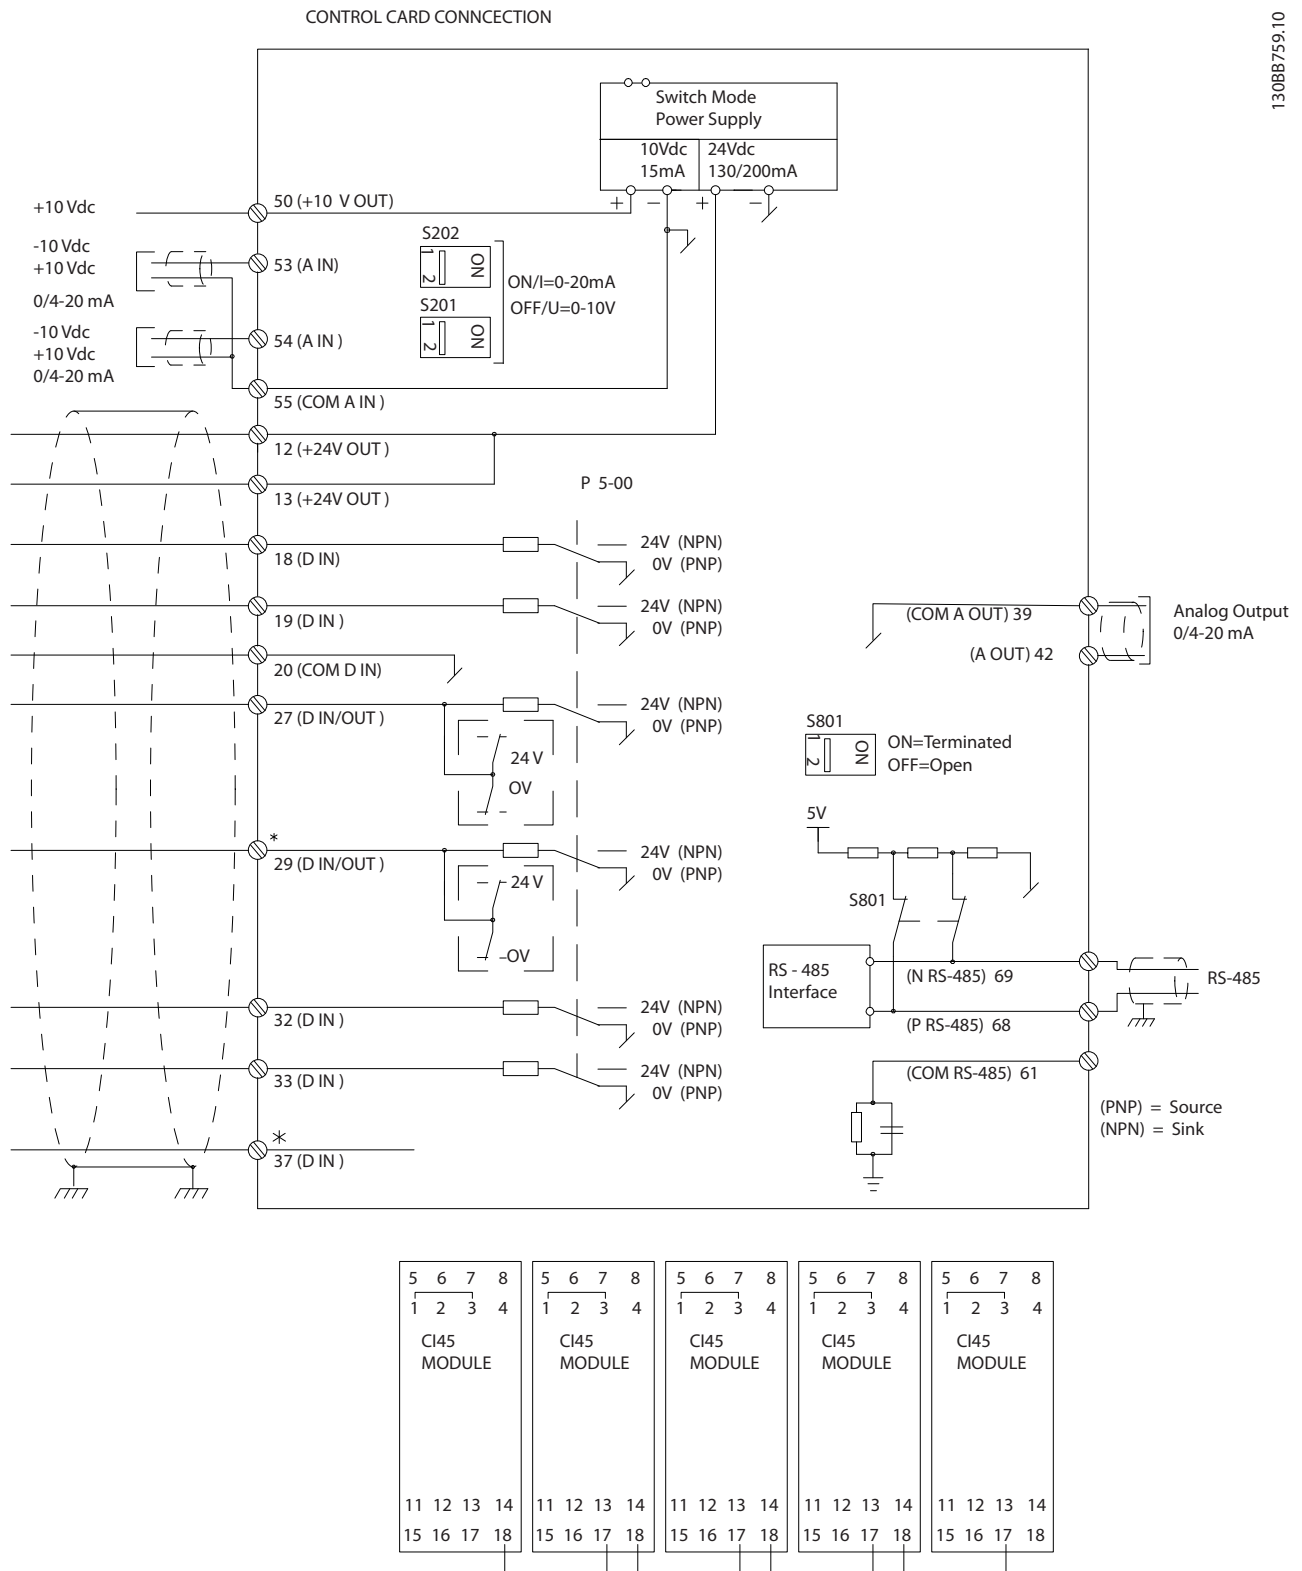 CONTROL CARD CONNCECTION
130BB759.10
Switch Mode
Power Supply
10Vdc
15mA
24Vdc
130/200mA
+ − + −
+10 Vdc
50 (+10 V OUT)
-10 Vdc
+10 Vdc
0/4-20 mA
53 (A IN)
S202
1 2 ON
ON/I=0-20mA
OFF/U=0-10V
S201
1 2 ON
-10 Vdc
+10 Vdc
0/4-20 mA
54 (A IN )
55 (COM A IN )
12 (+24V OUT )
13 (+24V OUT )
P 5-00
18 (D IN)
24V (NPN)
0V (PNP)
19 (D IN )
24V (NPN)
0V (PNP)
20 (COM D IN)
27 (D IN/OUT )
24V (NPN)
0V (PNP)
24 V
OV
*
29 (D IN/OUT )
24V (NPN)
0V (PNP)
24 V
OV
32 (D IN )
24V (NPN)
0V (PNP)
33 (D IN )
24V (NPN)
0V (PNP)
*
37 (D IN )
(COM A OUT) 39
(A OUT) 42
Analog Output
0/4-20 mA
S801
1 2 ON
ON=Terminated
OFF=Open
5V
S801
RS - 485
Interface
(N RS-485) 69
(P RS-485) 68
RS-485
(COM RS-485) 61
(PNP) = Source
(NPN) = Sink
5 6 7 8
1 2 3 4
CI45
MODULE
11 12 13 14
15 16 17 18
5 6 7 8
1 2 3 4
CI45
MODULE
11 12 13 14
15 16 17 18
5 6 7 8
1 2 3 4
CI45
MODULE
11 12 13 14
15 16 17 18
5 6 7 8
1 2 3 4
CI45
MODULE
11 12 13 14
15 16 17 18
5 6 7 8
1 2 3 4
CI45
MODULE
11 12 13 14
15 16 17 18